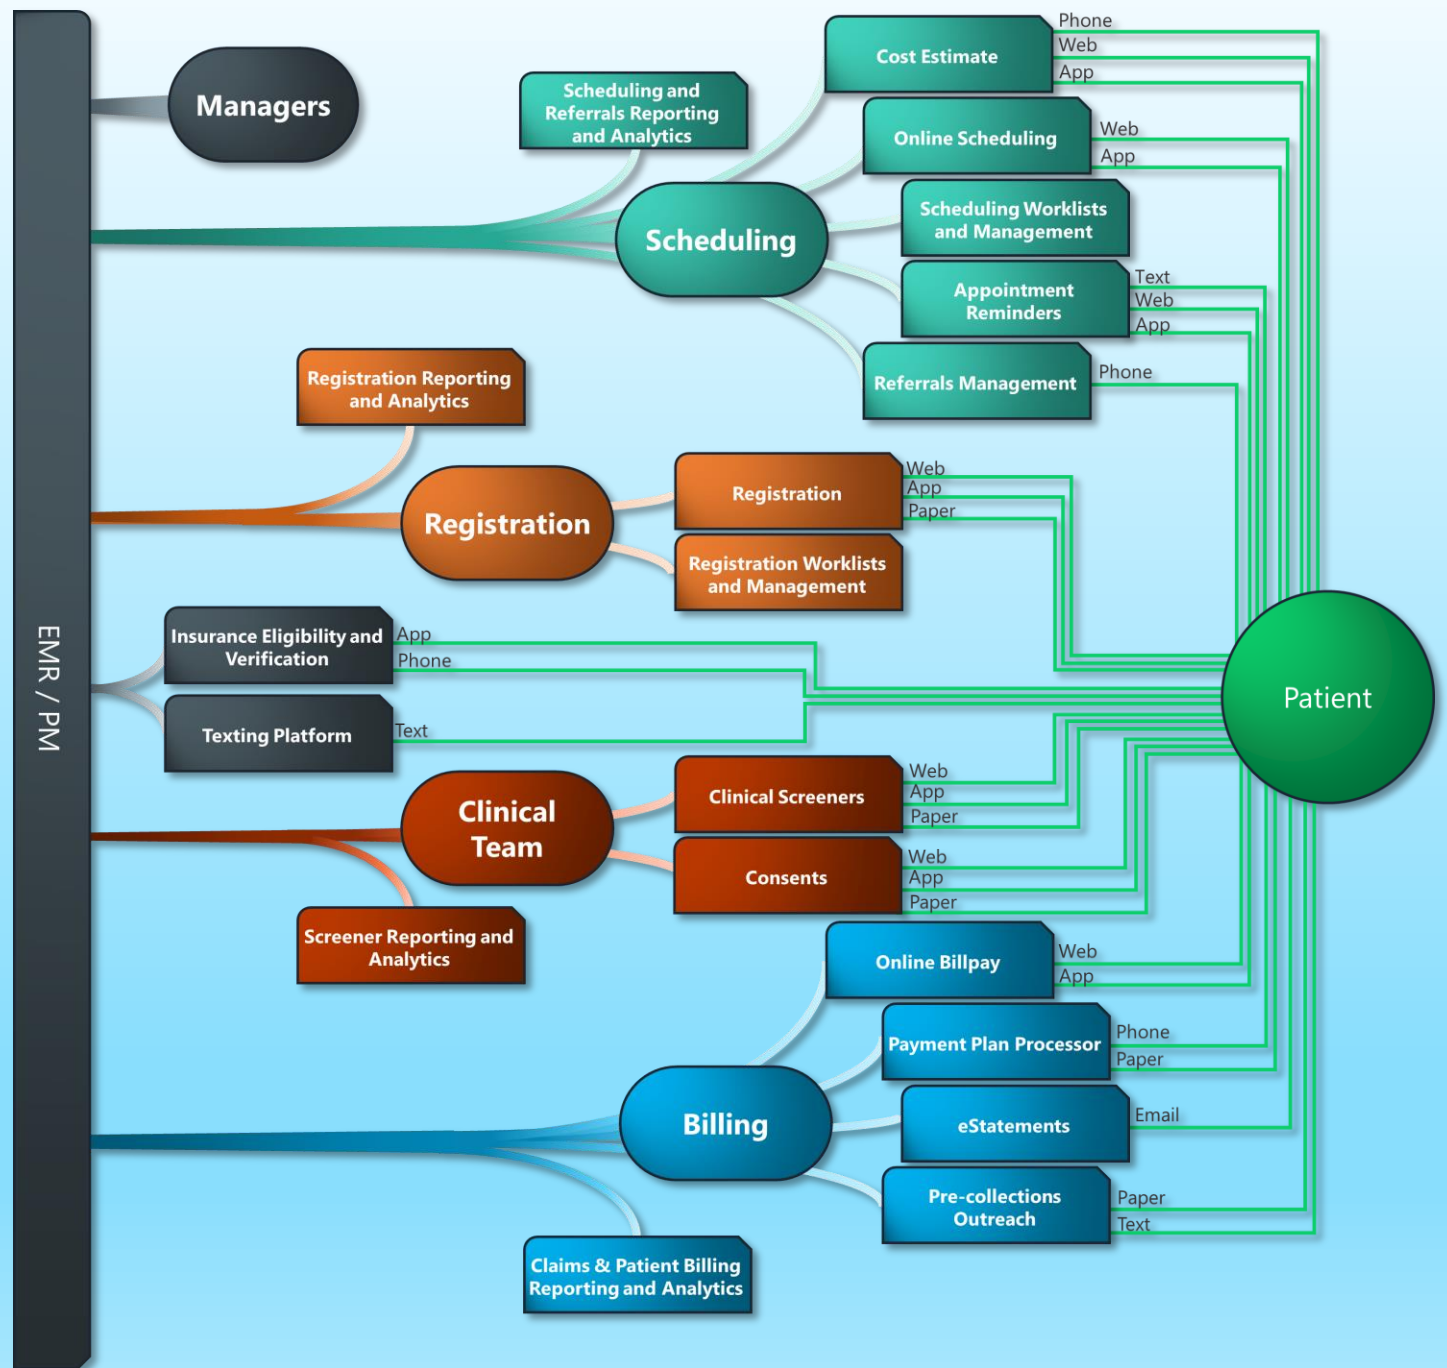 EMR / PM
Managers
Scheduling and
Referrals Reporting
and Analytics
Scheduling
Cost Estimate
Phone
Web
App
Online Scheduling
Web
App
Scheduling Worklists
and Management
Appointment
Reminders
Text
Web
App
Referrals Management
Phone
Registration Reporting
and Analytics
Registration
Registration
Web
App
Paper
Registration Worklists
and Management
Insurance Eligibility and
Verification
App
Phone
Texting Platform
Text
Patient
Clinical
Team
Clinical Screeners
Web
App
Paper
Consents
Web
App
Paper
Screener Reporting and
Analytics
Billing
Online Billpay
Web
App
Payment Plan Processor
Phone
Paper
eStatements
Email
Pre-collections
Outreach
Paper
Text
Claims & Patient Billing
Reporting and Analytics